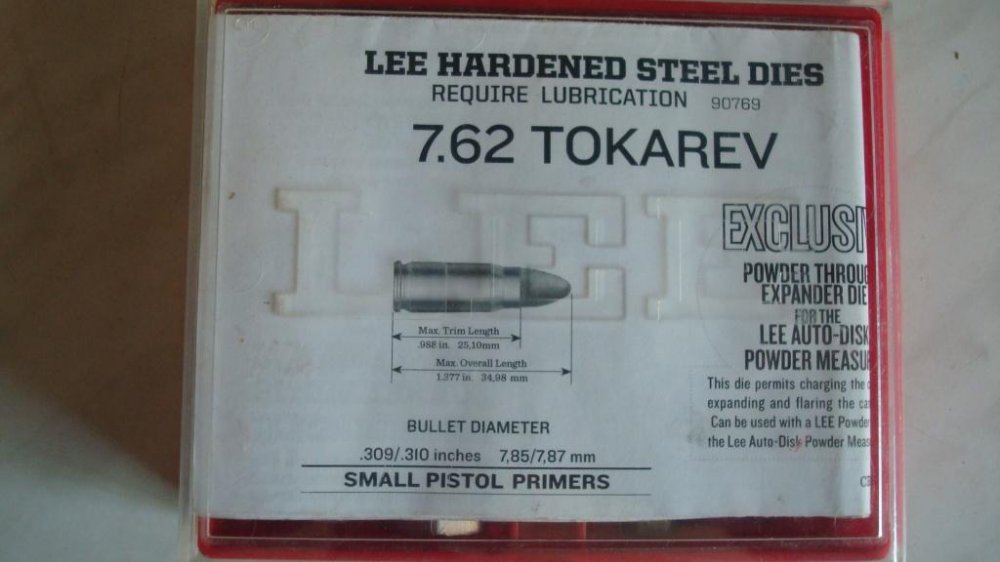 LEE HARDENED STEEL DIES
REQUIRE LUBRICATION 90769
7.62 TOKAREV
LEE
EXCLUSI
POWDER THROUG
EXPANDER DIE
FOR THE
LEE AUTO-DISK
POWDER MEASU
This die permits charging the
expanding and flaring the ca
Can be used with a LEE Powder
the Lee Auto-Disk Powder Meas
Max. Trim Length
.988 in. 25,10mm
Max. Overall Length
1.377 in. 34,98 mm
BULLET DIAMETER
.309/.310 inches 7,85/7,87 mm
SMALL PISTOL PRIMERS